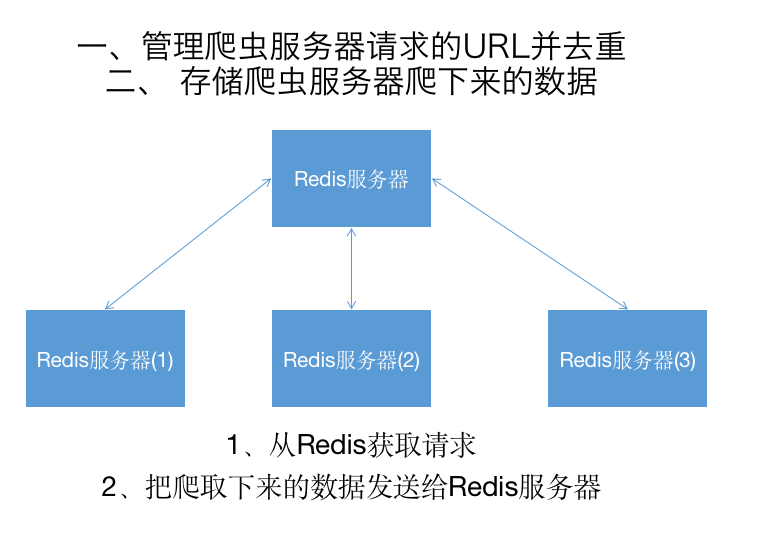 一、管理爬虫服务器请求的URL并去重
二、 存储爬虫服务器爬下来的数据
Redis服务器
Redis服务器(1)
Redis服务器(2)
Redis服务器(3)
1、从Redis获取请求
2、把爬取下来的数据发送给Redis服务器